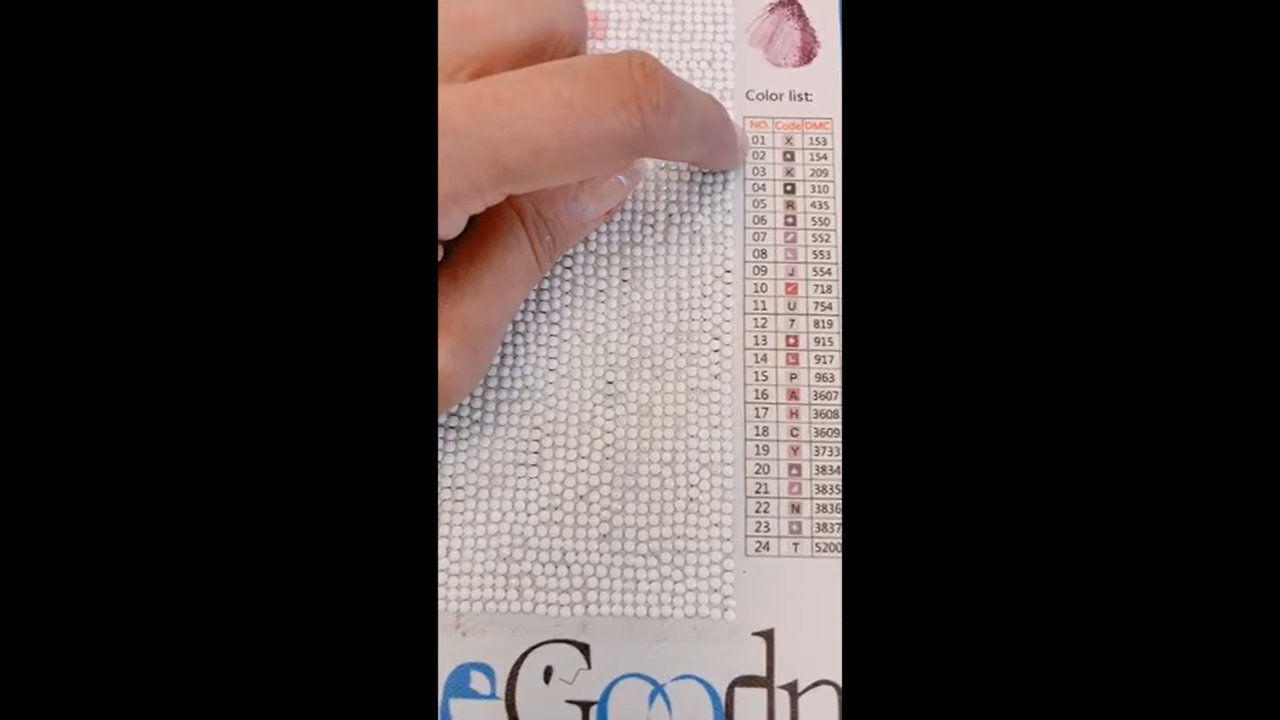 Color list:
NO. Code DMC
01 X 153
02 154
03 K 209
04 310
05 R 435
06 550
07 552
08 553
09 J 554
10 718
11 U 754
12 7 819
13 915
14 917
15 P 963
16 A 3607
17 H 3608
18 C 3609
19 Y 3733
20 3834
21 3835
22 N 3836
23 3837
24 T 5200
eGoodn